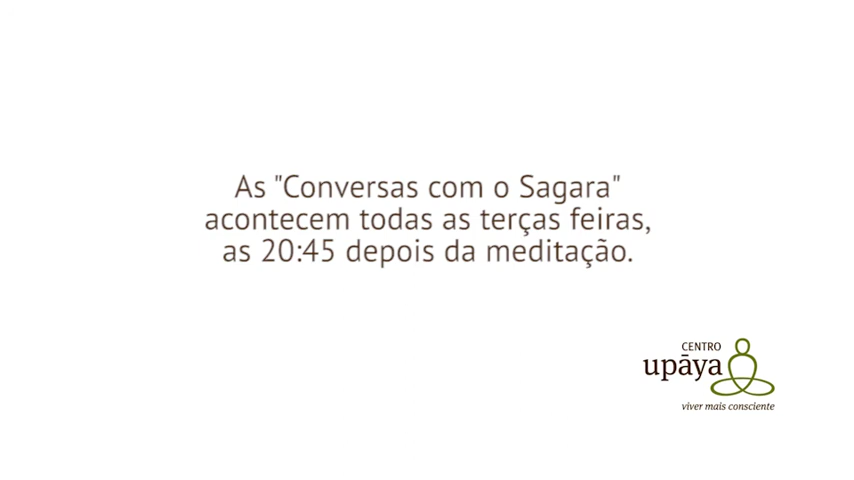 As "Conversas com o Sagara"
acontecem todas as terças feiras,
as 20:45 depois da meditação.
CENTRO
upāya
viver mais consciente